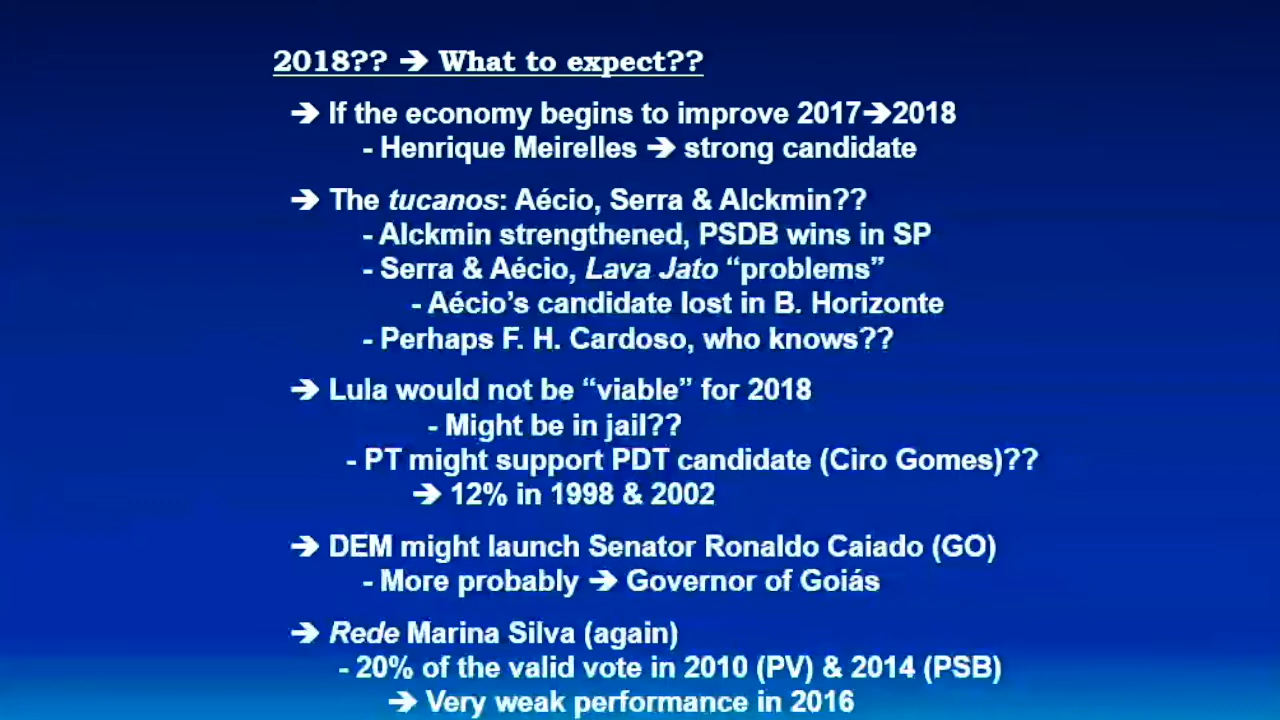 2018?? ➔ What to expect??
➔ If the economy begins to improve 2017➔2018
- Henrique Meirelles ➔ strong candidate
➔ The tucanos: Aécio, Serra & Alckmin??
- Alckmin strengthened, PSDB wins in SP
- Serra & Aécio, Lava Jato “problems”
- Aécio’s candidate lost in B. Horizonte
- Perhaps F. H. Cardoso, who knows??
➔ Lula would not be “viable” for 2018
- Might be in jail??
- PT might support PDT candidate (Ciro Gomes)??
➔ 12% in 1998 & 2002
➔ DEM might launch Senator Ronaldo Caiado (GO)
- More probably ➔ Governor of Goiás
➔ Rede Marina Silva (again)
- 20% of the valid vote in 2010 (PV) & 2014 (PSB)
➔ Very weak performance in 2016